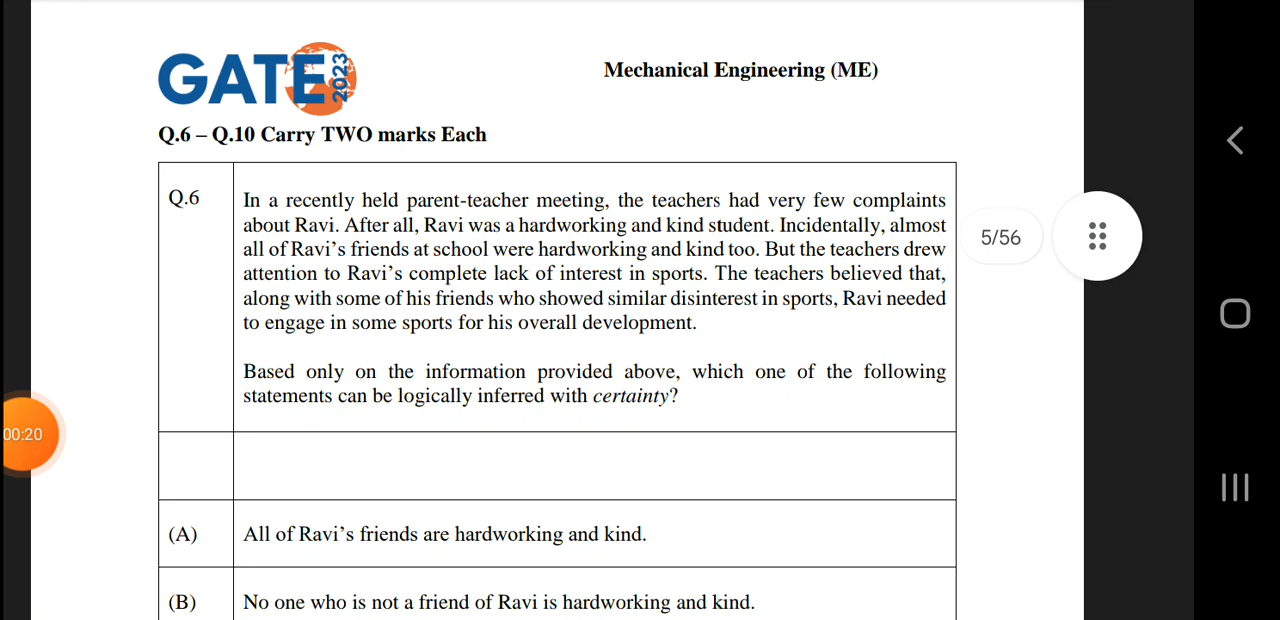 GATE 2023
Mechanical Engineering (ME)
Q.6 – Q.10 Carry TWO marks Each
Q.6
In a recently held parent-teacher meeting, the teachers had very few complaints
about Ravi. After all, Ravi was a hardworking and kind student. Incidentally, almost
all of Ravi’s friends at school were hardworking and kind too. But the teachers drew
attention to Ravi’s complete lack of interest in sports. The teachers believed that,
along with some of his friends who showed similar disinterest in sports, Ravi needed
to engage in some sports for his overall development.
Based only on the information provided above, which one of the following
statements can be logically inferred with certainty?
(A) All of Ravi’s friends are hardworking and kind.
(B) No one who is not a friend of Ravi is hardworking and kind.
5/56
00:20